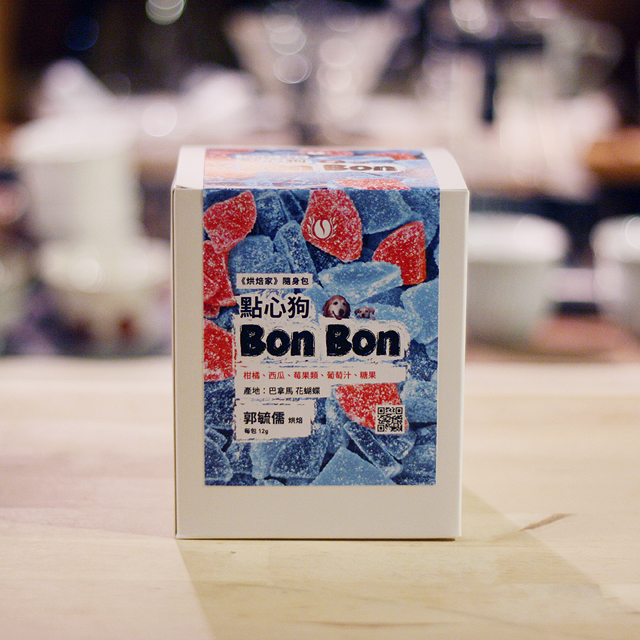 Bon Bon
《烘焙家》隨身包
點心狗
Bon Bon
柑橘、西瓜、莓果類、葡萄汁、糖果
產地：巴拿馬 花蝴蝶
郭毓儒 烘焙
每包 12g